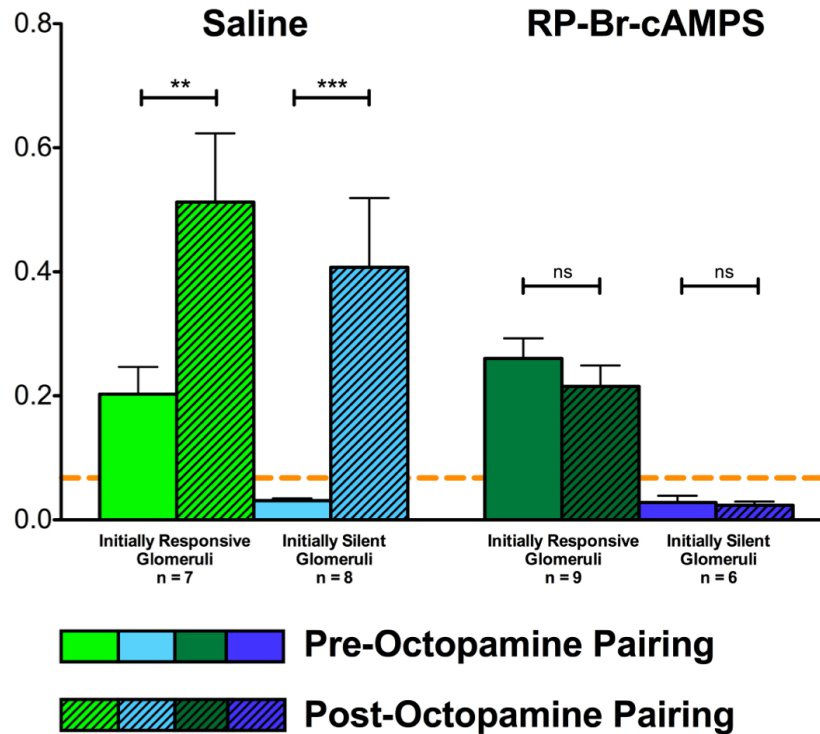 Saline
RP-Br-cAMPS
0.8
0.6
0.4
0.2
0.0
**
***
ns
ns
Initially Responsive
Glomeruli
n = 7
Initially Silent
Glomeruli
n = 8
Initially Responsive
Glomeruli
n = 9
Initially Silent
Glomeruli
n = 6
Pre-Octopamine Pairing
Post-Octopamine Pairing